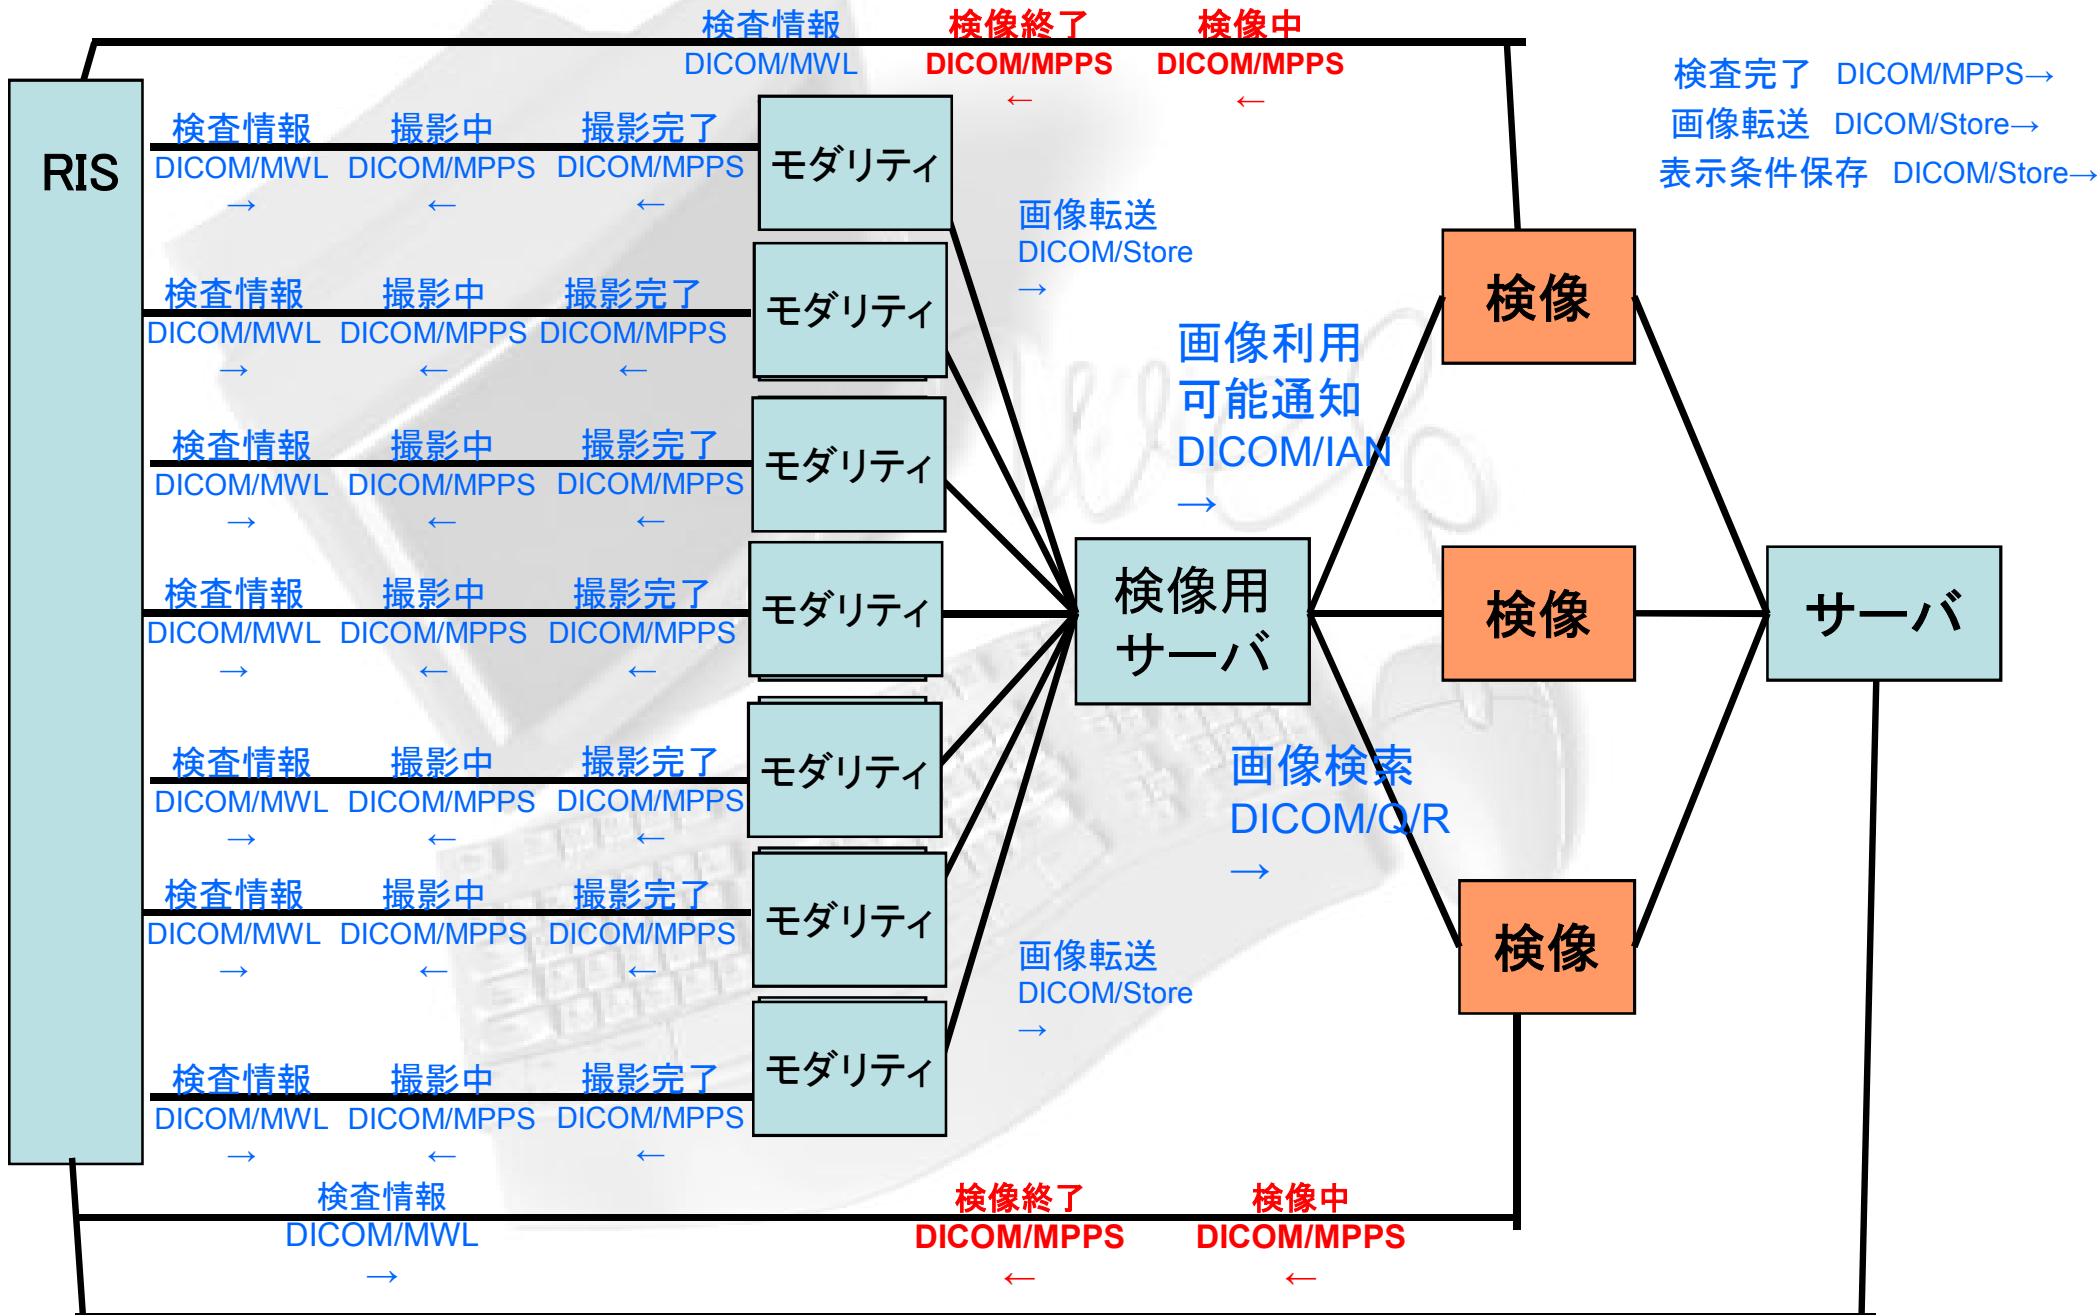 検査情報
DICOM/MWL
検像終了
DICOM/MPPS
←
検像中
DICOM/MPPS
←
検査完了 DICOM/MPPS→
画像転送 DICOM/Store→
表示条件保存 DICOM/Store→
RIS
検査情報 撮影中 撮影完了
DICOM/MWL DICOM/MPPS DICOM/MPPS
→ ← ←
モダリティ
検査情報 撮影中 撮影完了
DICOM/MWL DICOM/MPPS DICOM/MPPS
→ ← ←
モダリティ
検査情報 撮影中 撮影完了
DICOM/MWL DICOM/MPPS DICOM/MPPS
→ ← ←
モダリティ
検査情報 撮影中 撮影完了
DICOM/MWL DICOM/MPPS DICOM/MPPS
→ ← ←
モダリティ
検査情報 撮影中 撮影完了
DICOM/MWL DICOM/MPPS DICOM/MPPS
→ ← ←
モダリティ
検査情報 撮影中 撮影完了
DICOM/MWL DICOM/MPPS DICOM/MPPS
→ ← ←
モダリティ
検査情報 撮影中 撮影完了
DICOM/MWL DICOM/MPPS DICOM/MPPS
→ ← ←
モダリティ
画像転送
DICOM/Store
→
画像利用
可能通知
DICOM/IAN
→
検像用
サーバ
画像検索
DICOM/Q/R
→
画像転送
DICOM/Store
→
検像
検像
検像
サーバ
検査情報
DICOM/MWL
→
検像終了
DICOM/MPPS
←
検像中
DICOM/MPPS
←